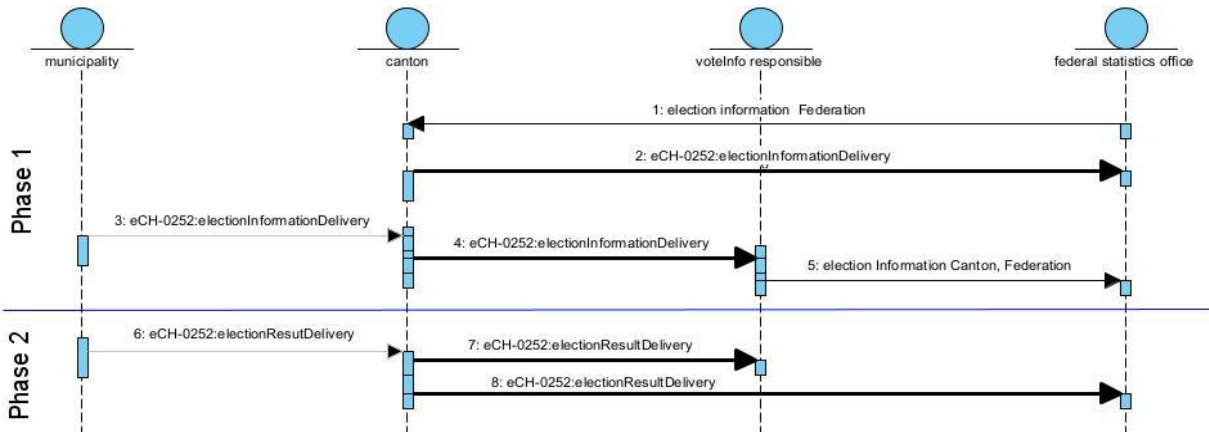 municipality
canton
voteInfo responsible
federal statistics office
Phase 1
1: election information Federation
2: eCH-0252:electionInformationDelivery
3: eCH-0252:electionInformationDelivery
4: eCH-0252:electionInformationDelivery
5: election Information Canton, Federation
Phase 2
6: eCH-0252:electionResutDelivery
7: eCH-0252:electionResultDelivery
8: eCH-0252:electionResultDelivery